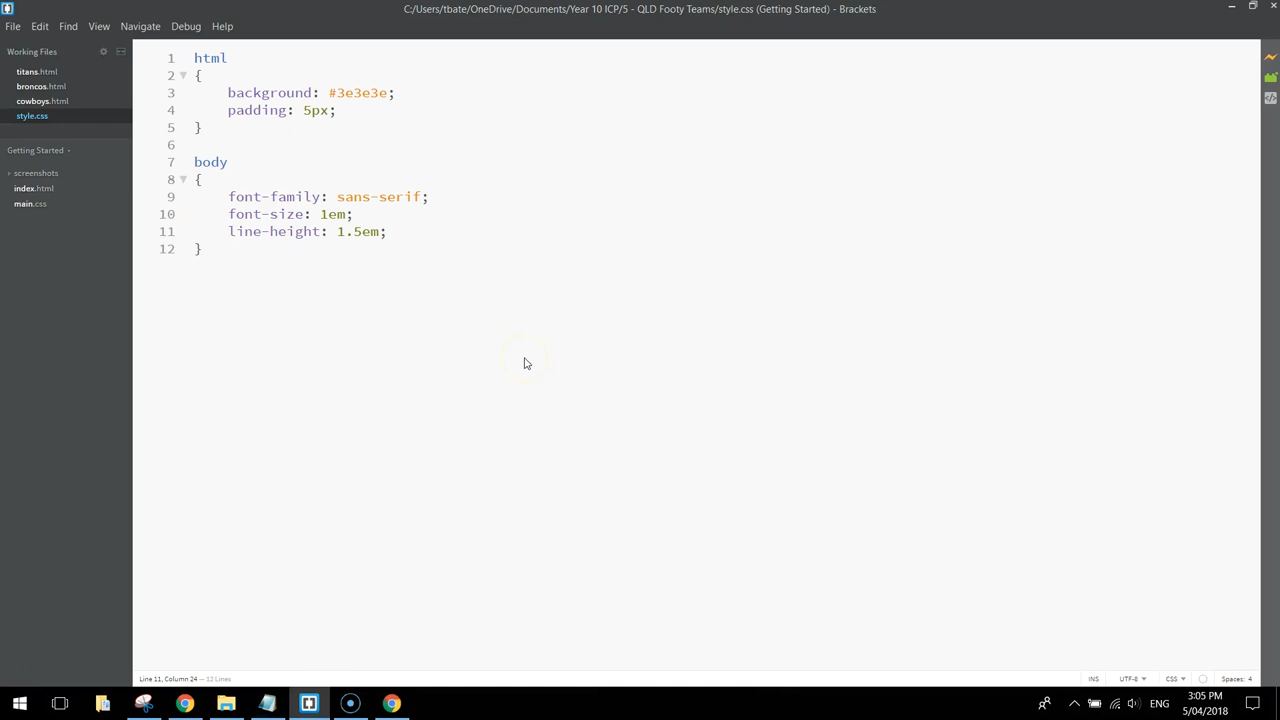 C:/Users/tbate/OneDrive/Documents/Year 10 ICP/5 - QLD Footy Teams/style.css (Getting Started) - Brackets
File Edit Find View Navigate Debug Help
Working Files
titans.html
broncos.html
cowboys.html
style.css
Getting Started
screenshots
index.html
main.css
1 html
2 {
3 background: #3e3e3e;
4 padding: 5px;
5 }
6
7 body
8 {
9 font-family: sans-serif;
10 font-size: 1em;
11 line-height: 1.5em;
12 }
Line 11, Column 24 — 12 Lines
INS UTF-8 CSS Spaces: 4
ENG
3:05 PM
5/04/2018